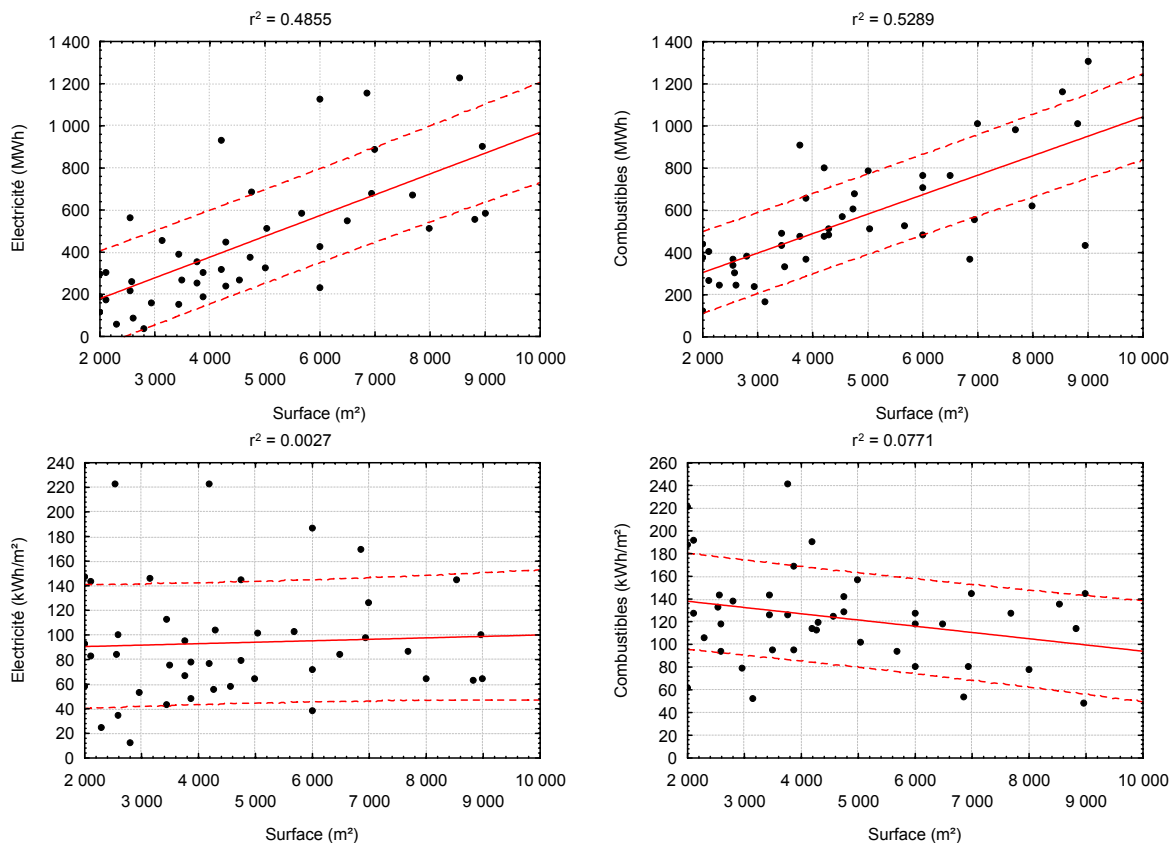 r² = 0.4855
1 400
1 200
1 000
800
600
400
200
0
Electricité (MWh)
2 000 4 000 6 000 8 000 10 000
3 000 5 000 7 000 9 000
Surface (m²)
r² = 0.5289
1 400
1 200
1 000
800
600
400
200
0
Combustibles (MWh)
2 000 4 000 6 000 8 000 10 000
3 000 5 000 7 000 9 000
Surface (m²)
r² = 0.0027
240
220
200
180
160
140
120
100
80
60
40
20
0
Electricité (kWh/m²)
2 000 4 000 6 000 8 000 10 000
3 000 5 000 7 000 9 000
Surface (m²)
r² = 0.0771
260
240
220
200
180
160
140
120
100
80
60
40
20
0
Combustibles (kWh/m²)
2 000 4 000 6 000 8 000 10 000
3 000 5 000 7 000 9 000
Surface (m²)